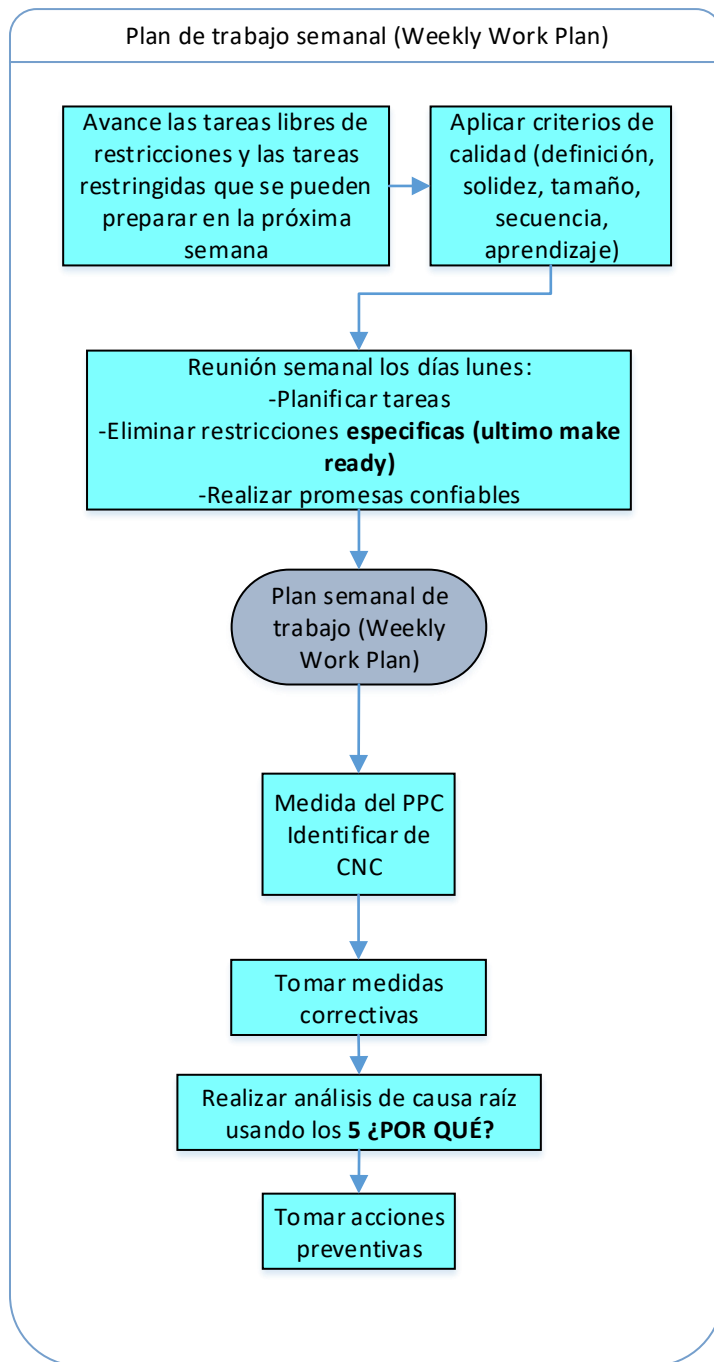 Plan de trabajo semanal (Weekly Work Plan)
Avance las tareas libres de
restricciones y las tareas
restringidas que se pueden
preparar en la próxima
semana
Aplicar criterios de
calidad (definición,
solidez, tamaño,
secuencia,
aprendizaje)
Reunión semanal los días lunes:
-Planificar tareas
-Eliminar restricciones especificas (ultimo make
ready)
-Realizar promesas confiables
Plan semanal de
trabajo (Weekly
Work Plan)
Medida del PPC
Identificar de
CNC
Tomar medidas
correctivas
Realizar análisis de causa raíz
usando los 5 ¿POR QUÉ?
Tomar acciones
preventivas